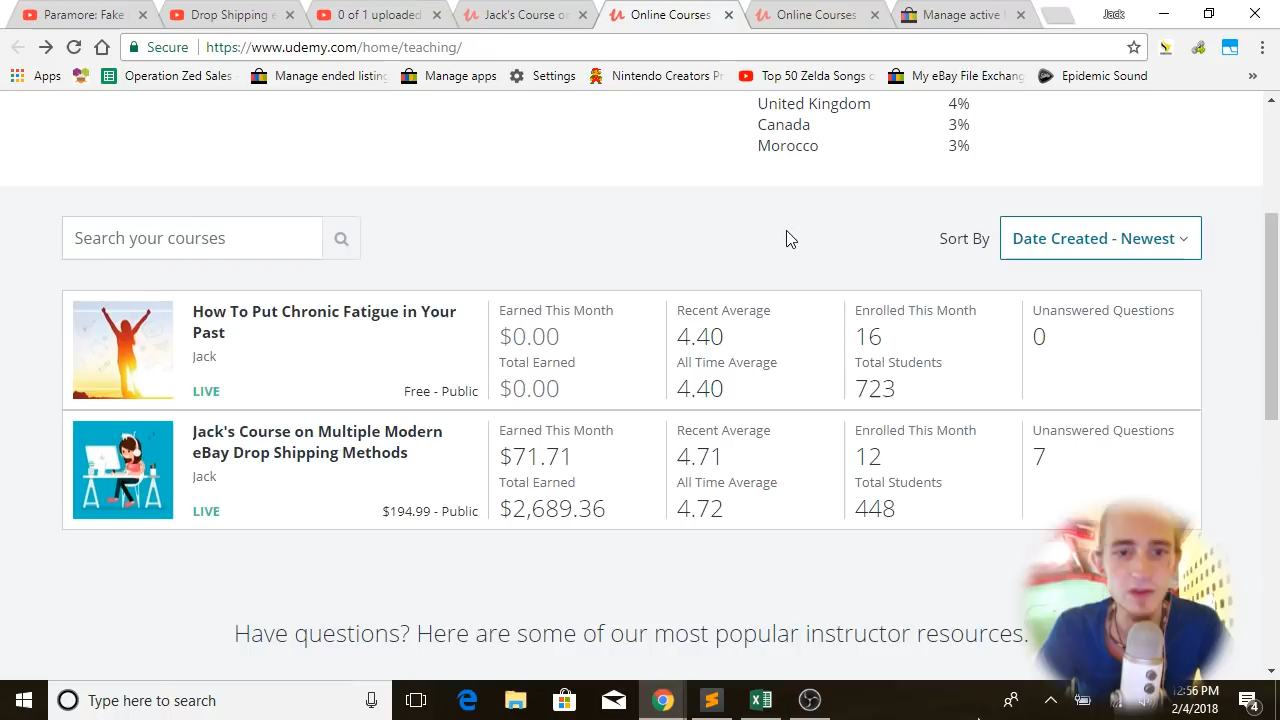 Paramore: Fake
Drop Shipping e
0 of 1 uploaded
Jack's Course or
Online Courses
Online Courses
Manage active l
Jack
Secure
https://www.udemy.com/home/teaching/
Apps
Operation Zed Sales
Manage ended listing
Manage apps
Settings
Nintendo Creators Pr
Top 50 Zelda Songs o
My eBay File Exchang
Epidemic Sound
»
United Kingdom 4%
Canada 3%
Morocco 3%
Search your courses
Sort By
Date Created - Newest
How To Put Chronic Fatigue in Your
Past
Jack
LIVE
Free - Public
Earned This Month
$0.00
Total Earned
$0.00
Recent Average
4.40
All Time Average
4.40
Enrolled This Month
16
Total Students
723
Unanswered Questions
0
Jack's Course on Multiple Modern
eBay Drop Shipping Methods
Jack
LIVE
$194.99 - Public
Earned This Month
$71.71
Total Earned
$2,689.36
Recent Average
4.71
All Time Average
4.72
Enrolled This Month
12
Total Students
448
Unanswered Questions
7
Have questions? Here are some of our most popular instructor resources.
Type here to search
12:56 PM
2/4/2018
4